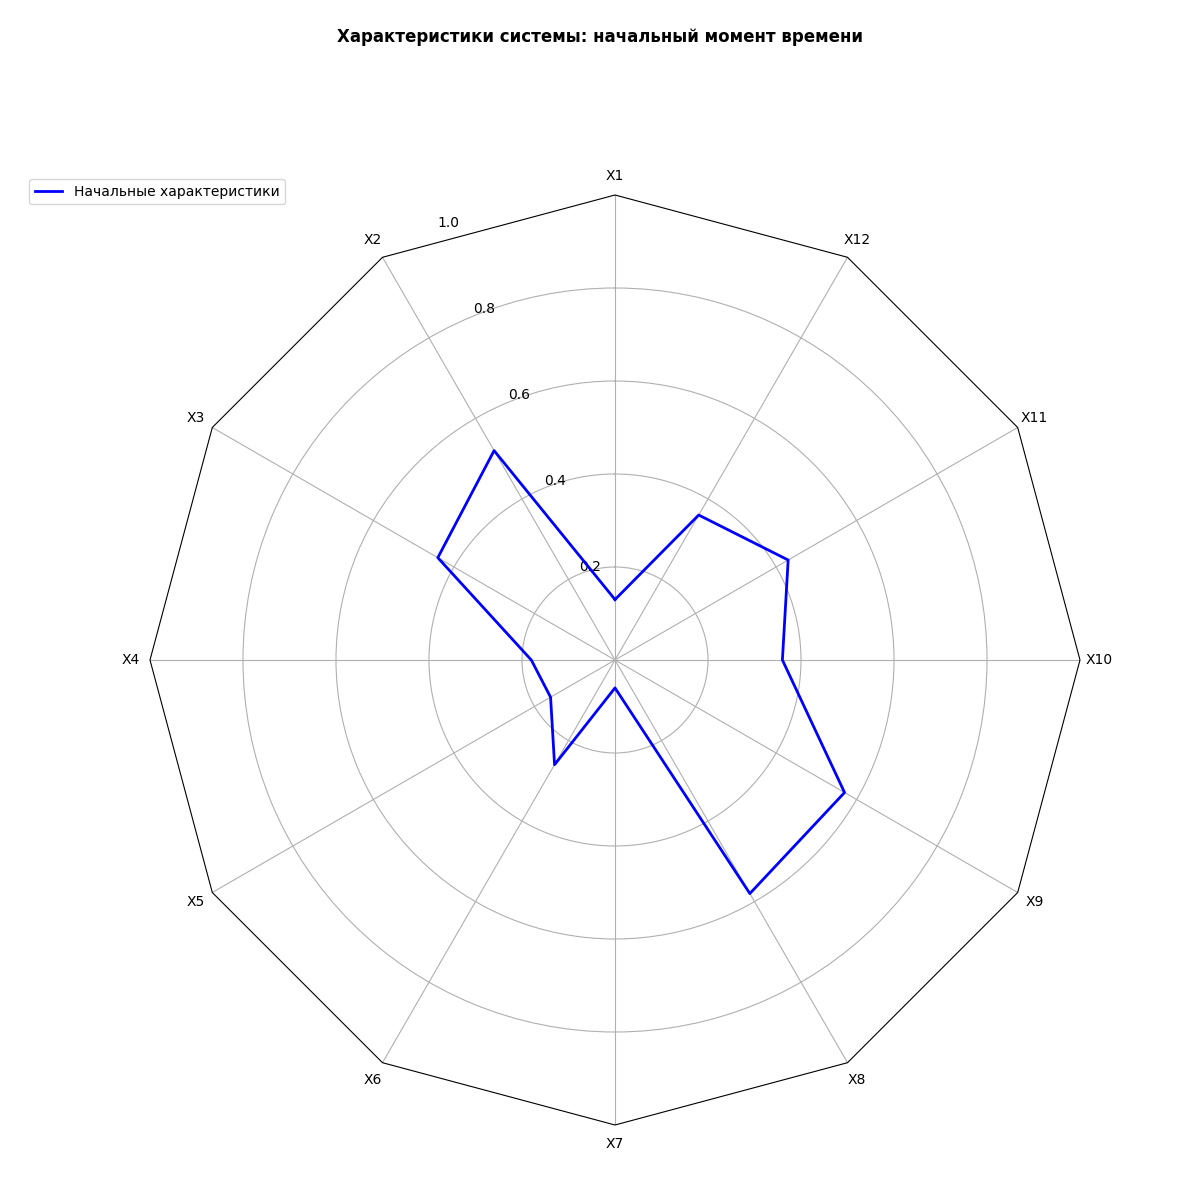 Характеристики системы: начальный момент времени
Начальные характеристики
X1
X2
X3
X4
X5
X6
X7
X8
X9
X10
X11
X12
0.2
0.4
0.6
0.8
1.0